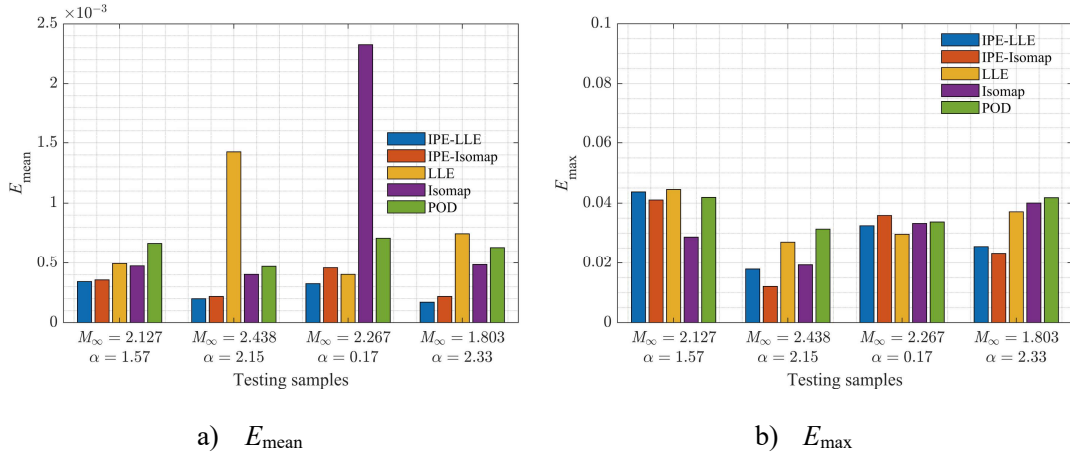 ×10⁻³
2.5
2
1.5
1
0.5
0
E_mean
IPE-LLE
IPE-Isomap
LLE
Isomap
POD
M∞ = 2.127 M∞ = 2.438 M∞ = 2.267 M∞ = 1.803
α = 1.57 α = 2.15 α = 0.17 α = 2.33
Testing samples
a) E_mean
0.1
0.08
0.06
0.04
0.02
0
E_max
IPE-LLE
IPE-Isomap
LLE
Isomap
POD
M∞ = 2.127 M∞ = 2.438 M∞ = 2.267 M∞ = 1.803
α = 1.57 α = 2.15 α = 0.17 α = 2.33
Testing samples
b) E_max